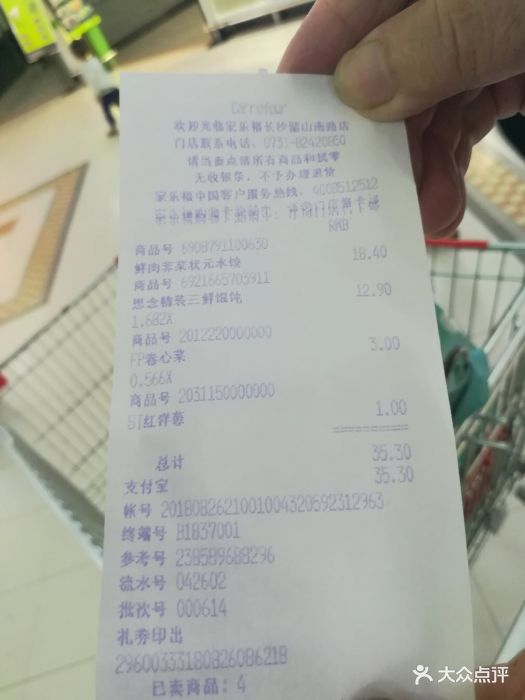 Carrefour
欢迎光临家乐福长沙韶山南路店
门店联系电话, 0731-82420850
请当面点清所有商品和找零
无收银条, 不予办理退货
家乐福中国客户服务热线, 4008512512
RMB
商品号 6908791100630
鲜肉荠菜状元水饺 18.40
商品号 6921665703911
思念精装三鲜馄饨 12.90
1.682X
商品号 2012220000000
FP卷心菜 3.00
0.566X
商品号 2031150000000
红洋葱 1.00
总计 35.30
支付宝 35.30
帐号 2018082621001004320592312963
终端号 B1837001
参考号 238589688296
流水号 042602
批次号 000614
礼券印出
29600333180826086218
已卖商品: 4
大众点评